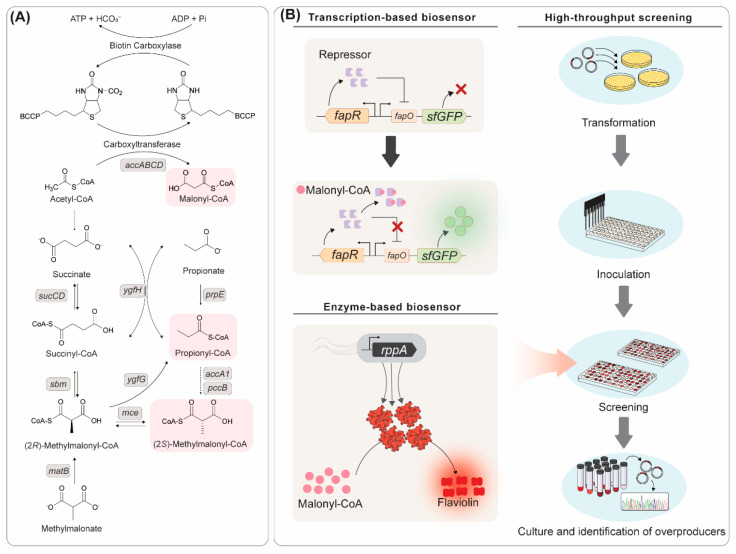 (A)
ATP + HCO₃⁻
ADP + Pi
Biotin Carboxylase
O
HN
N
CO₂
S
BCCP
O
HN
NH
S
BCCP
Carboxyltransferase
accABCD
O
H₃C
S
CoA
Acetyl-CoA
O
HO
O
S
CoA
Malonyl-CoA
O
O⁻
⁻O
O
Succinate
O
O⁻
Propionate
ygfH
sucCD
prpE
CoA-S
O
OH
O
Succinyl-CoA
O
S-CoA
Propionyl-CoA
sbm
ygfG
accA1
pccB
O
O
CoA-S
OH
(2R)-Methylmalonyl-CoA
mce
O
O
CoA-S
OH
(2S)-Methylmalonyl-CoA
matB
O
O
⁻O
O⁻
Methylmalonate
(B)
Transcription-based biosensor
Repressor
fapR
fapO
sfGFP
Malonyl-CoA
fapR
fapO
sfGFP
Enzyme-based biosensor
rppA
Malonyl-CoA
Flaviolin
High-throughput screening
Transformation
Inoculation
Screening
Culture and identification of overproducers